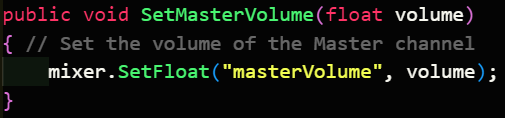 public void SetMasterVolume(float volume)
{ // Set the volume of the Master channel
    mixer.SetFloat("masterVolume", volume);
}